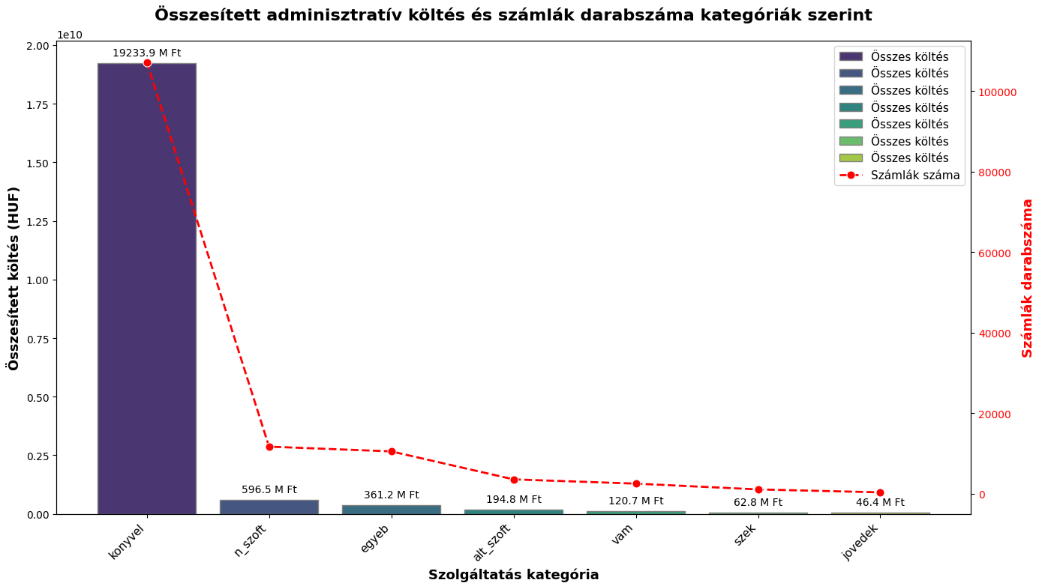 Összesített adminisztratív költés és számlák darabszáma kategóriák szerint
1e10
2.00
1.75
1.50
1.25
1.00
0.75
0.50
0.25
0.00
Összesített költés (HUF)
19233.9 M Ft
596.5 M Ft
361.2 M Ft
194.8 M Ft
120.7 M Ft
62.8 M Ft
46.4 M Ft
Összes költés
Összes költés
Összes költés
Összes költés
Összes költés
Összes költés
Összes költés
Számlák száma
100000
80000
60000
40000
20000
0
Számlák darabszáma
konyvel
n_szoft
egyeb
alt_szoft
vam
szek
jovedek
Szolgáltatás kategória